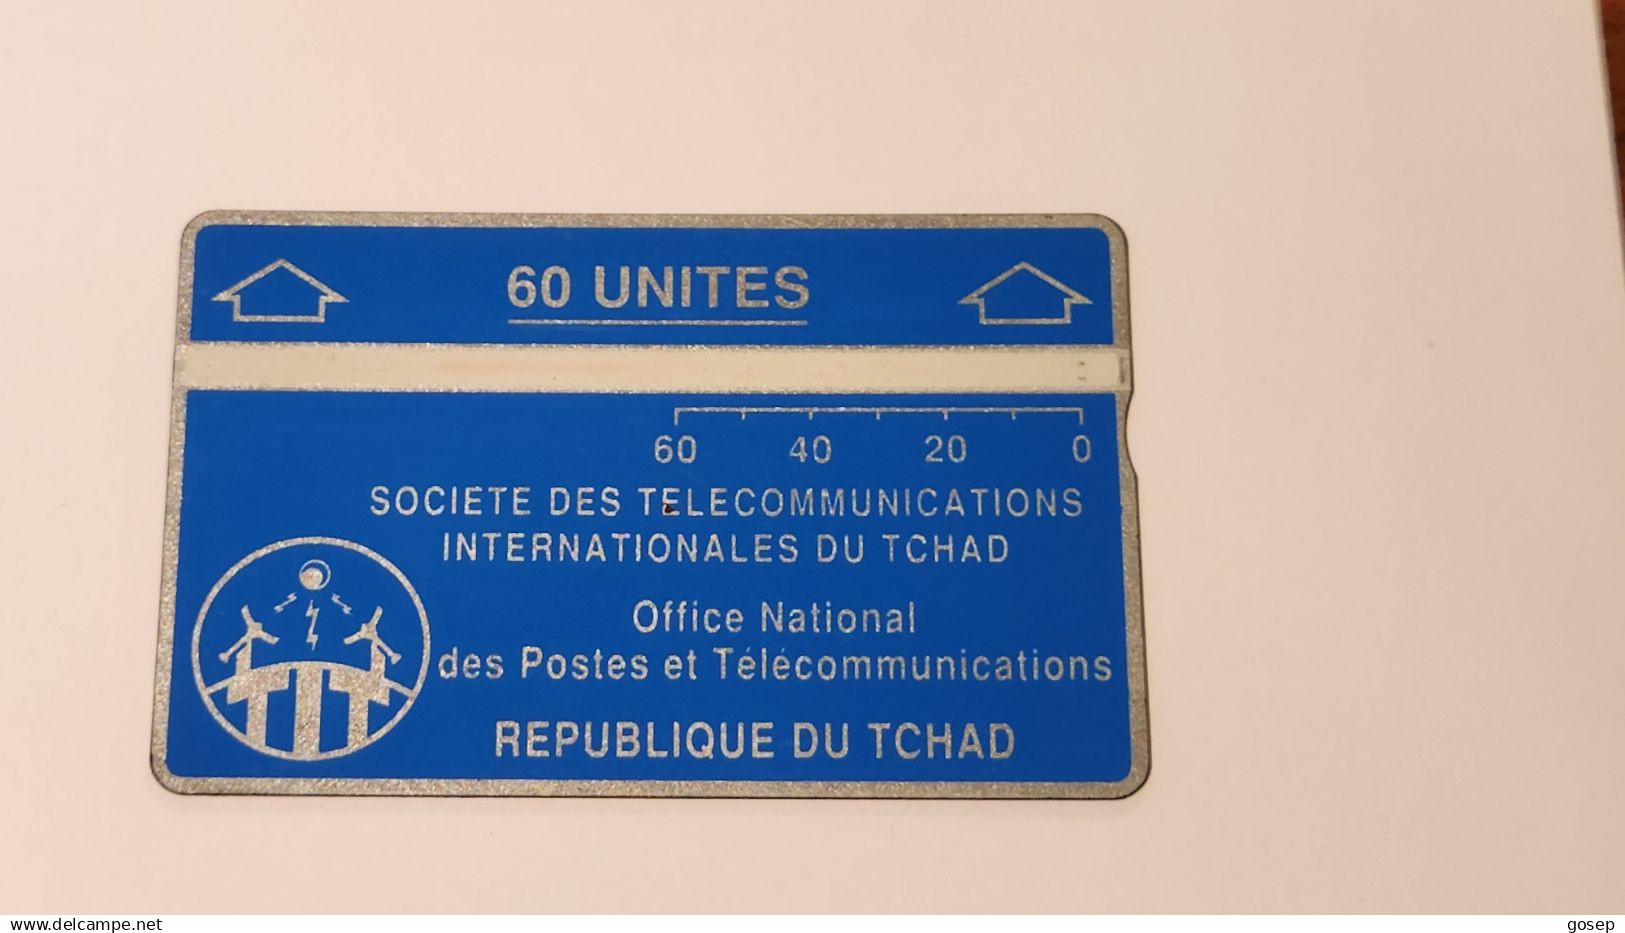 60 UNITES
60 40 20 0
SOCIETE DES TELECOMMUNICATIONS
INTERNATIONALES DU TCHAD
Office National
des Postes et Télécommunications
REPUBLIQUE DU TCHAD
www.delcampe.net
gosep